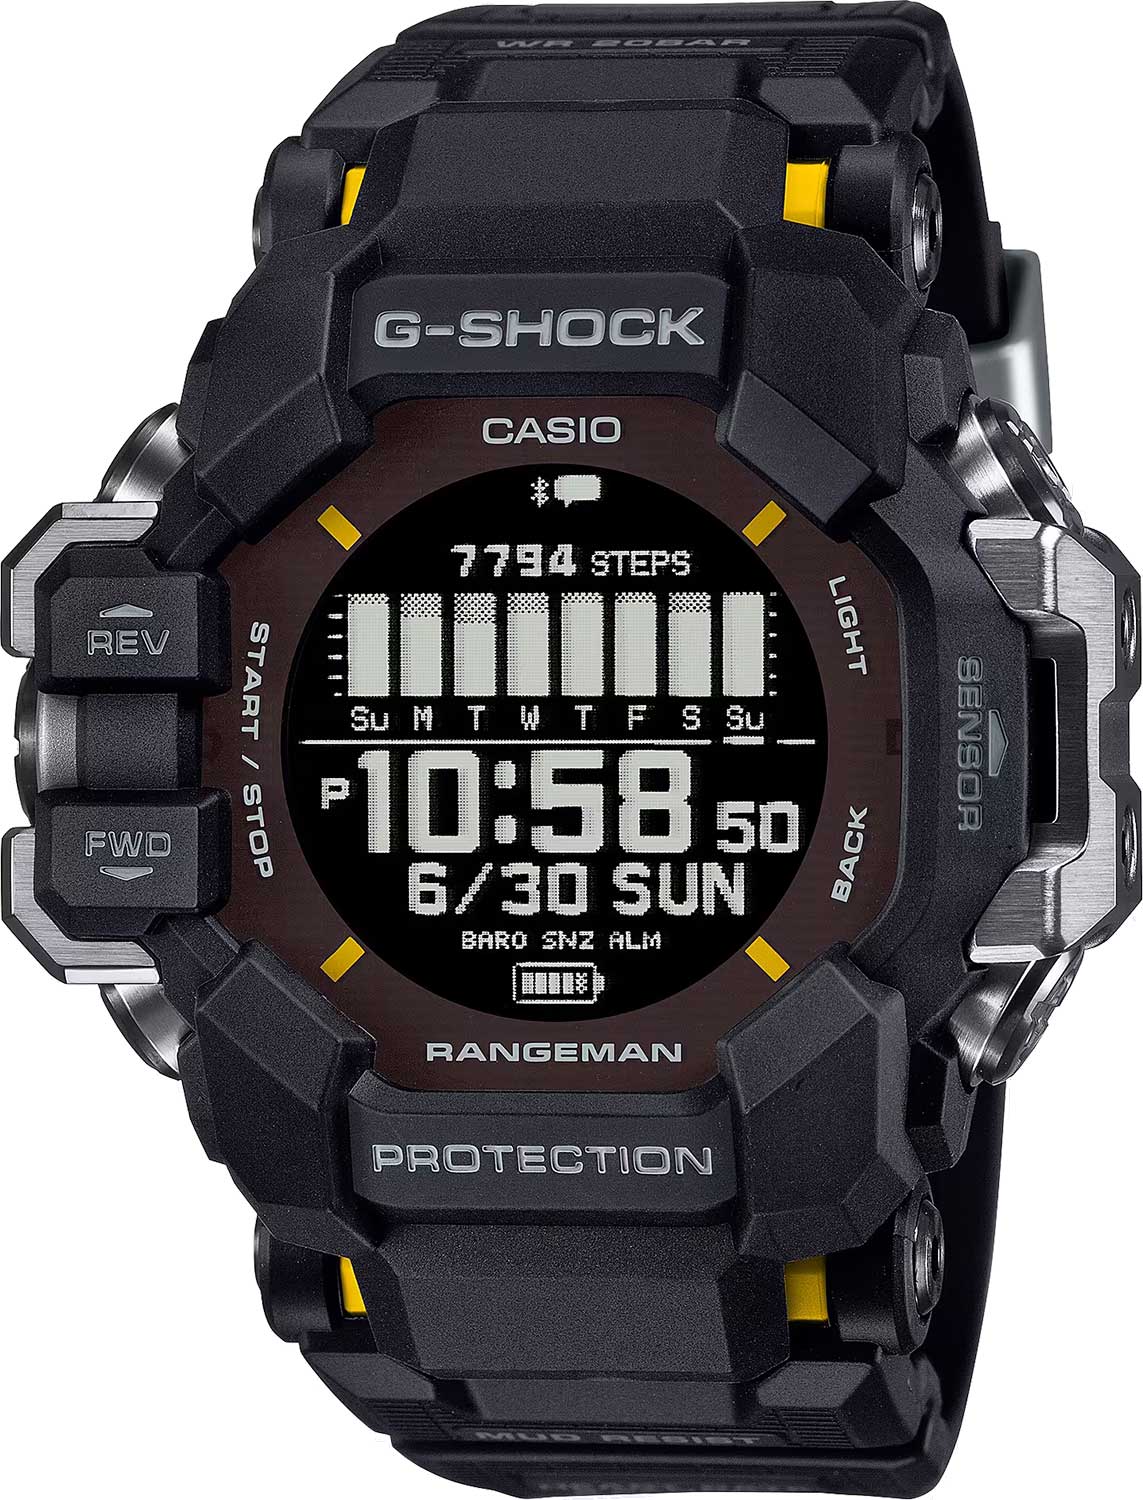 WR 20BAR
G-SHOCK
CASIO
7794 STEPS
Su M T W T F S Su
P 10:58 50
6/30 SUN
BARO SNZ ALM
REV
FWD
START / STOP
LIGHT
BACK
SENSOR
RANGEMAN
PROTECTION
MUD RESIST